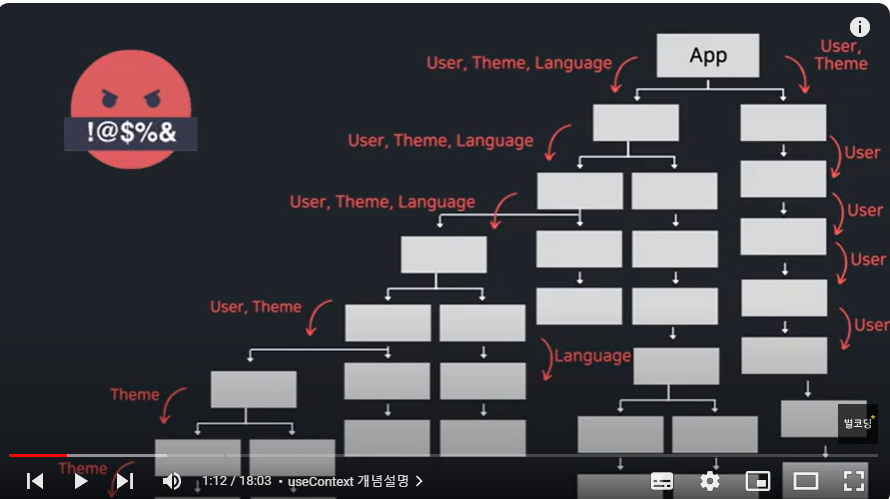 App
User, Theme, Language
User,
Theme
!@$%&
User, Theme, Language
User
User, Theme, Language
User
User
User, Theme
User
Language
Theme
별코딩
Theme
1:12 / 18:03 • useContext 개념설명